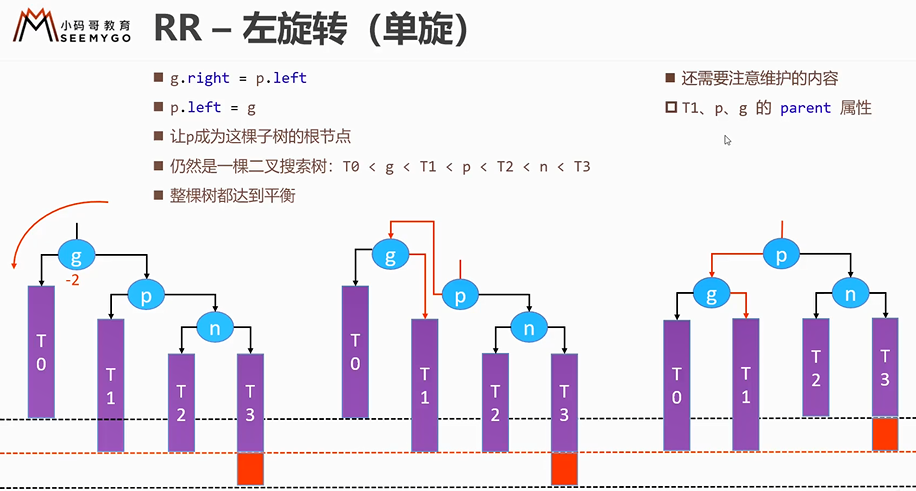 小码哥教育
SEEMYGO
RR – 左旋转（单旋）
g.right = p.left
p.left = g
让p成为这棵子树的根节点
仍然是一棵二叉搜索树：T0 < g < T1 < p < T2 < n < T3
整棵树都达到平衡
还需要注意维护的内容
T1、p、g 的 parent 属性
g
-2
p
n
T0
T1
T2
T3
g
p
n
T0
T1
T2
T3
p
g
n
T0
T1
T2
T3